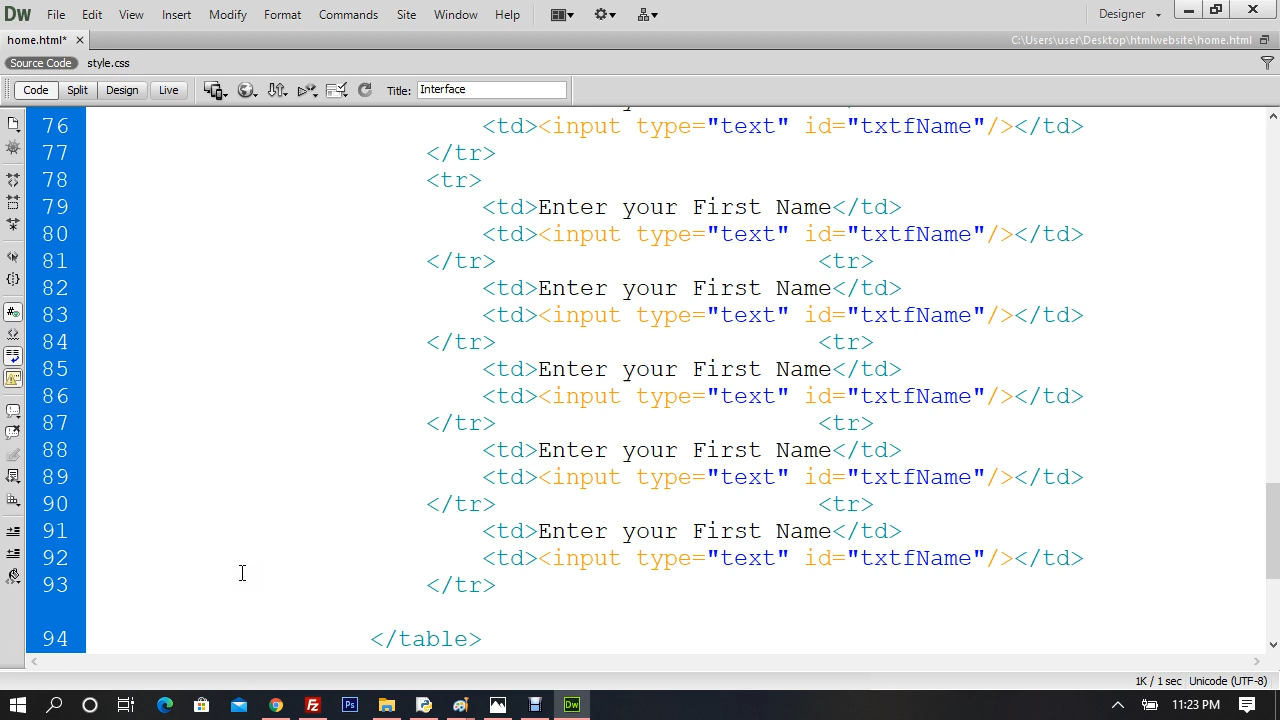 Dw File Edit View Insert Modify Format Commands Site Window Help Designer
home.html* C:\Users\user\Desktop\htmlwebsite\home.html
Source Code style.css
Code Split Design Live Title: Interface
76 <td><input type="text" id="txtfName"/></td>
77 </tr>
78 <tr>
79 <td>Enter your First Name</td>
80 <td><input type="text" id="txtfName"/></td>
81 </tr> <tr>
82 <td>Enter your First Name</td>
83 <td><input type="text" id="txtfName"/></td>
84 </tr> <tr>
85 <td>Enter your First Name</td>
86 <td><input type="text" id="txtfName"/></td>
87 </tr> <tr>
88 <td>Enter your First Name</td>
89 <td><input type="text" id="txtfName"/></td>
90 </tr> <tr>
91 <td>Enter your First Name</td>
92 <td><input type="text" id="txtfName"/></td>
93 </tr>
94 </table>
1K / 1 sec Unicode (UTF-8)
Fz Ps Dw 11:23 PM